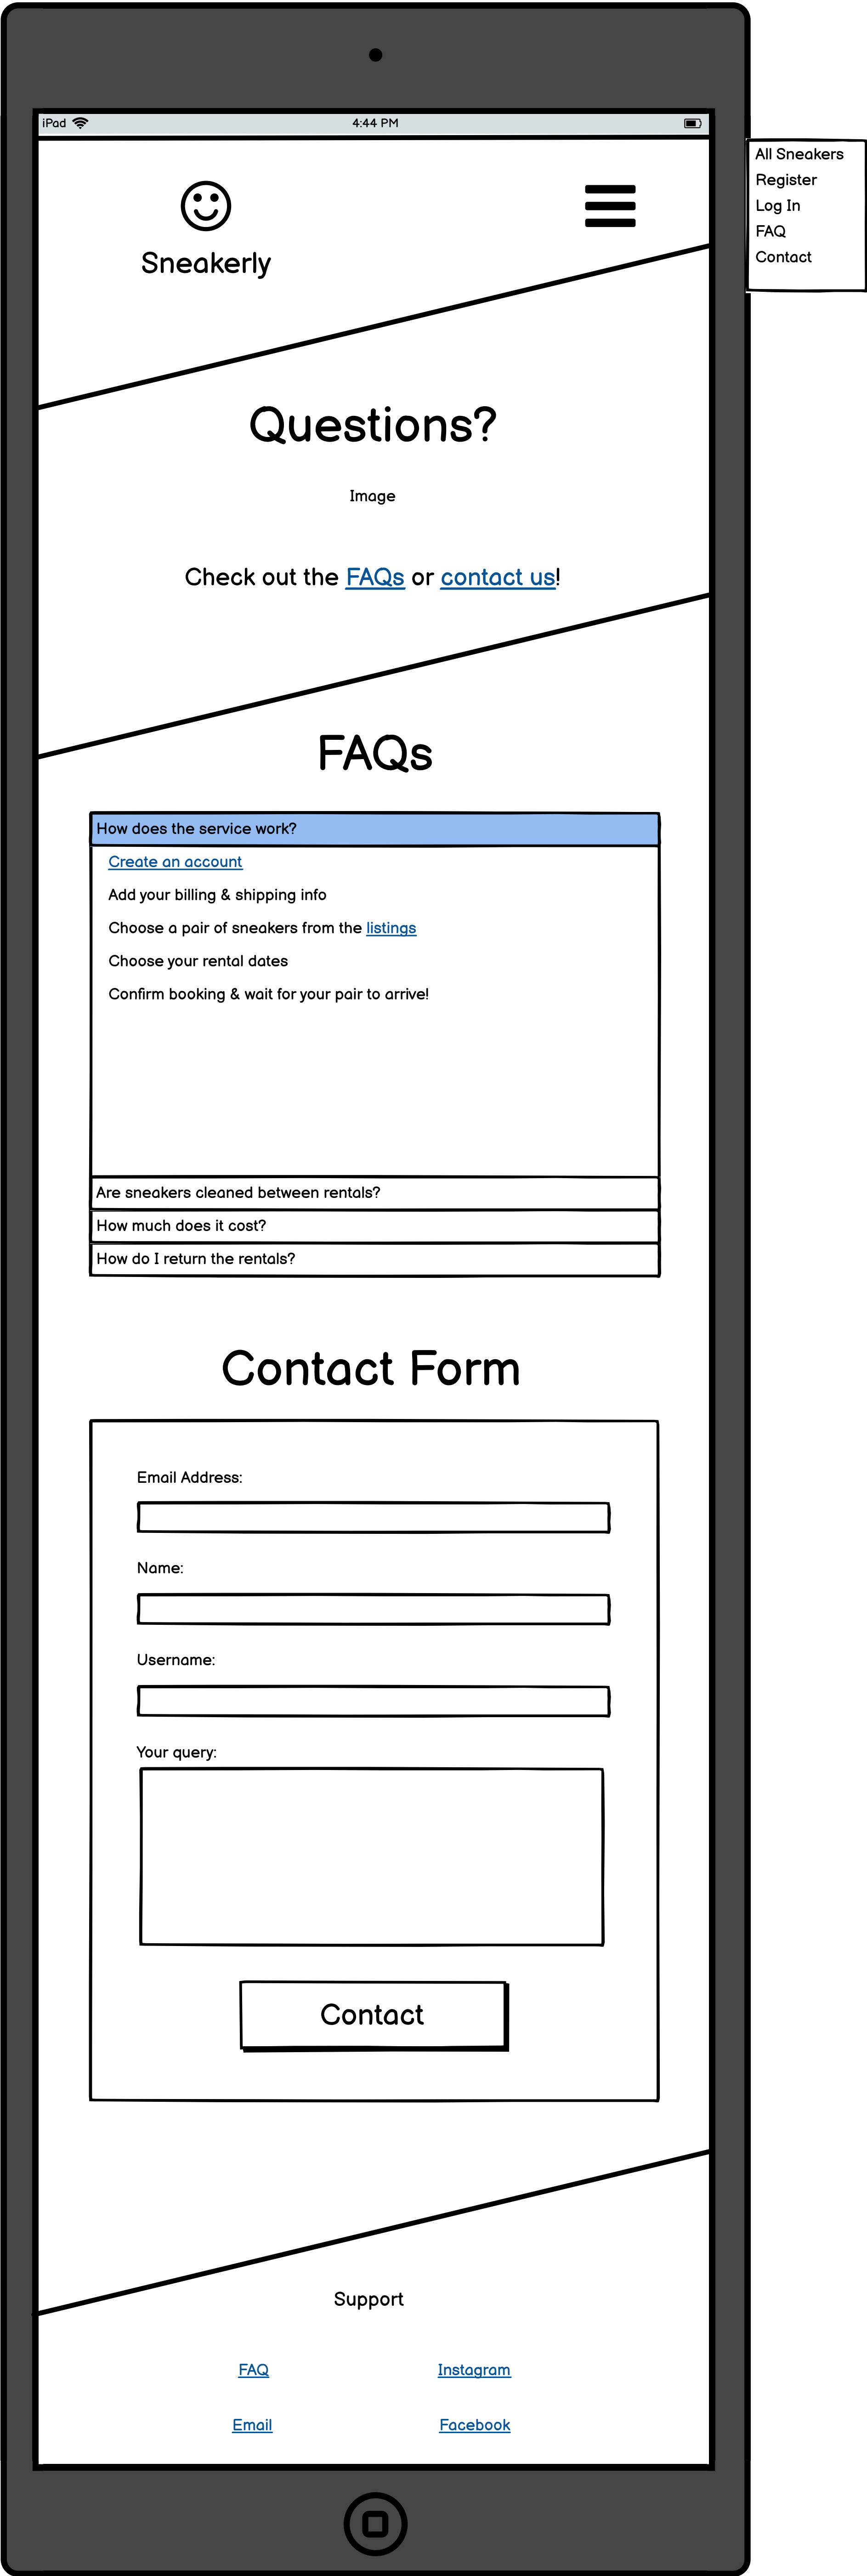 iPad 4:44 PM
All Sneakers
Register
Log In
FAQ
Contact
Sneakerly
Questions?
Image
Check out the FAQs or contact us!
FAQs
How does the service work?
Create an account
Add your billing & shipping info
Choose a pair of sneakers from the listings
Choose your rental dates
Confirm booking & wait for your pair to arrive!
Are sneakers cleaned between rentals?
How much does it cost?
How do I return the rentals?
Contact Form
Email Address:
Name:
Username:
Your query:
Contact
Support
FAQ Instagram
Email Facebook